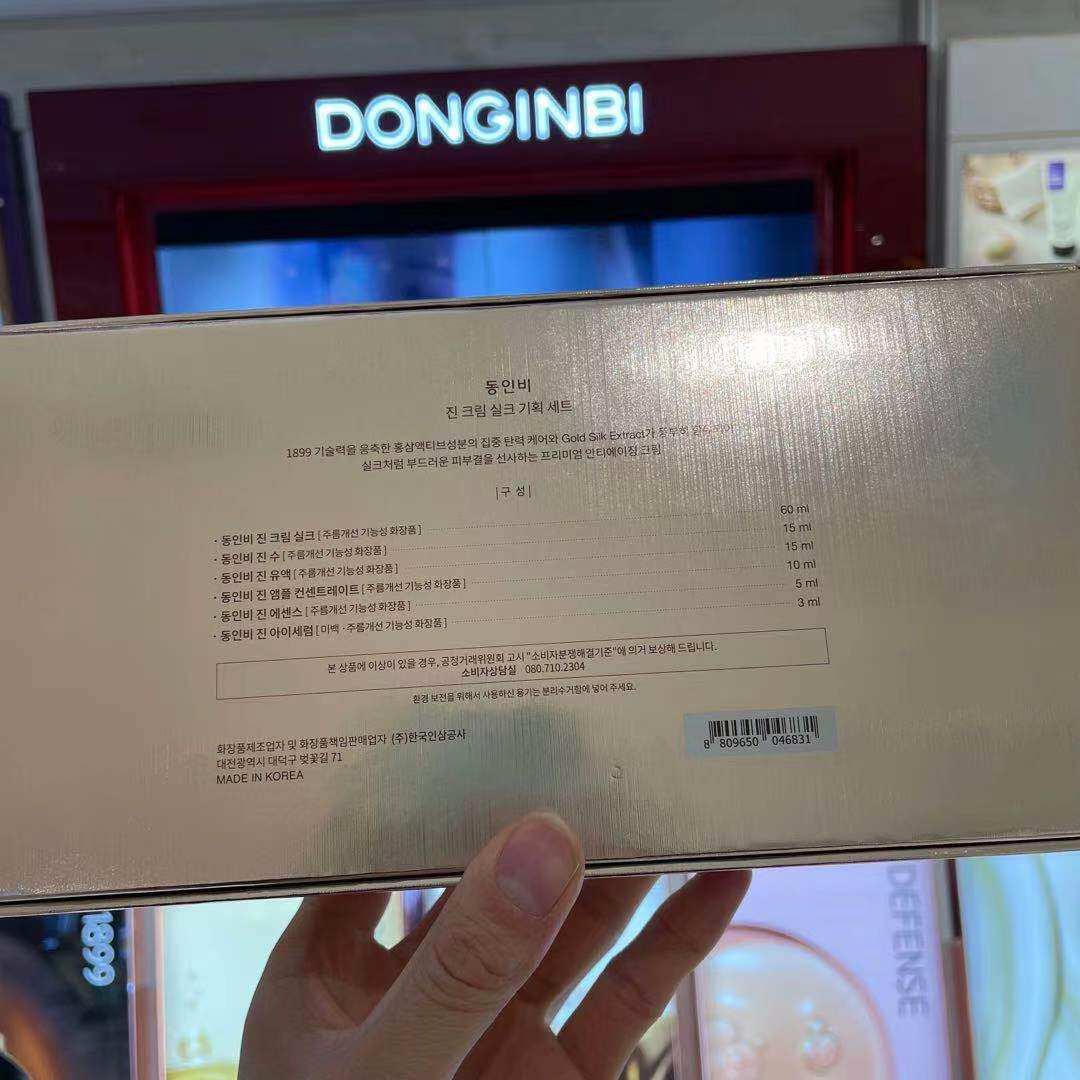 DONGINBI
동인비
진 크림 실크 기획 세트
1899 기술력을 응축한 홍삼액티브성분의 집중 탄력 케어와 Gold Silk Extract가
실크처럼 부드러운 피부결을 선사하는 프리미엄 안티에이징 크림
|구 성|
· 동인비 진 크림 실크 [ 주름개선 기능성 화장품 ] 60 ml
· 동인비 진 수 [ 주름개선 기능성 화장품 ] 15 ml
· 동인비 진 유액 [ 주름개선 기능성 화장품 ] 15 ml
· 동인비 진 앰플 컨센트레이트 [ 주름개선 기능성 화장품 ] 10 ml
· 동인비 진 에센스 [ 주름개선 기능성 화장품 ] 5 ml
· 동인비 진 아이세럼 [ 미백 · 주름개선 기능성 화장품 ] 3 ml
본 상품에 이상이 있을 경우, 공정거래위원회 고시 "소비자분쟁해결기준"에 의거 보상해 드립니다.
소비자상담실 080.710.2304
환경 보전을 위해서 사용하신 용기는 분리수거함에 넣어 주세요.
화장품제조업자 및 화장품책임판매업자 (주)한국인삼공사
대전광역시 대덕구 벚꽃길 71
MADE IN KOREA
8 809650 046831
1899
DEFENSE